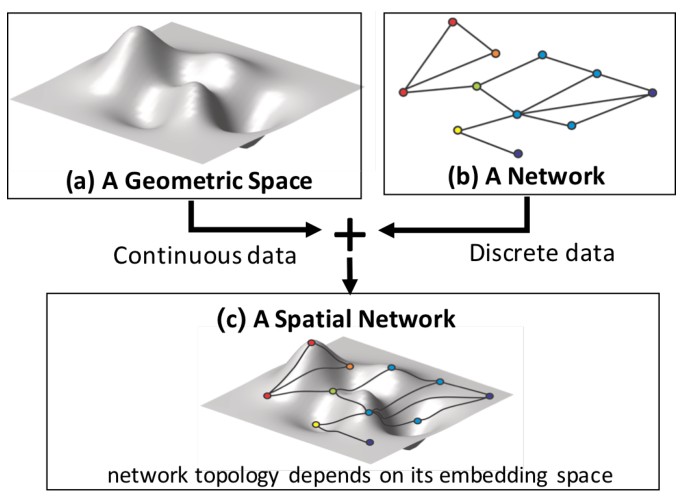 (a) A Geometric Space
(b) A Network
+
Continuous data
Discrete data
(c) A Spatial Network
network topology depends on its embedding space